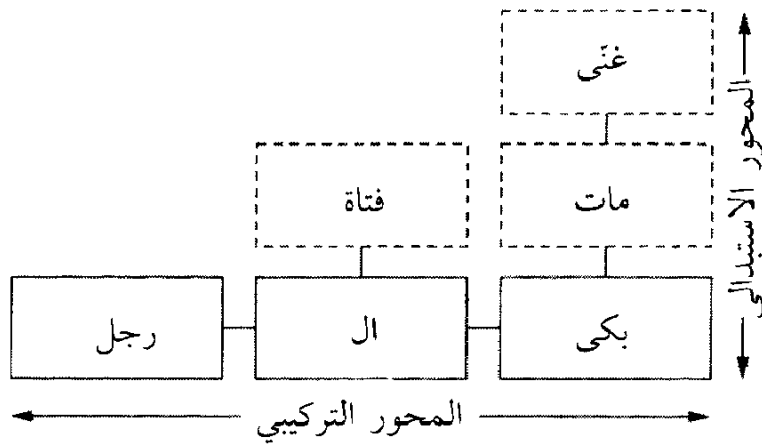 غنّى
فتاة
مات
بكى
ال
رجل
المحور التركيبي
المحور الاستبدالي